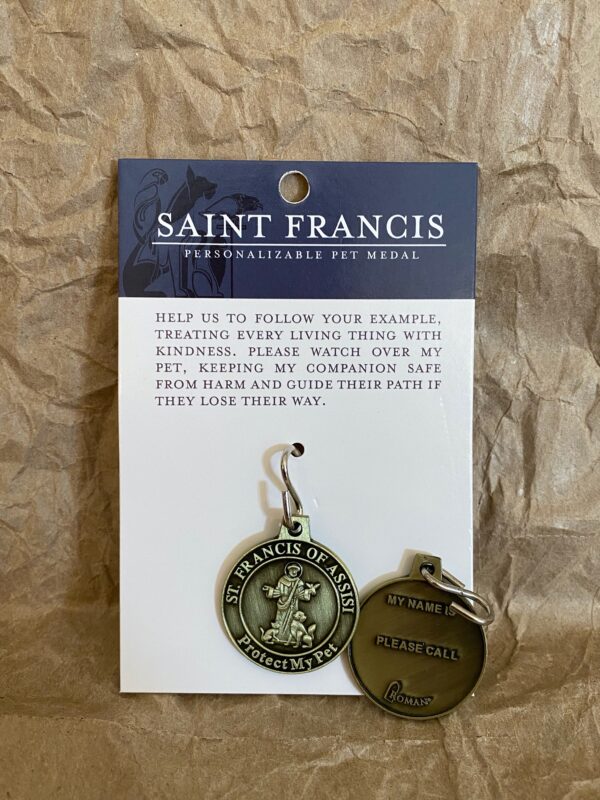 SAINT FRANCIS
PERSONALIZABLE PET MEDAL
HELP US TO FOLLOW YOUR EXAMPLE,
TREATING EVERY LIVING THING WITH
KINDNESS. PLEASE WATCH OVER MY
PET, KEEPING MY COMPANION SAFE
FROM HARM AND GUIDE THEIR PATH IF
THEY LOSE THEIR WAY.
ST. FRANCIS OF ASSISI
Protect My Pet
MY NAME IS
PLEASE CALL
ROMAN®